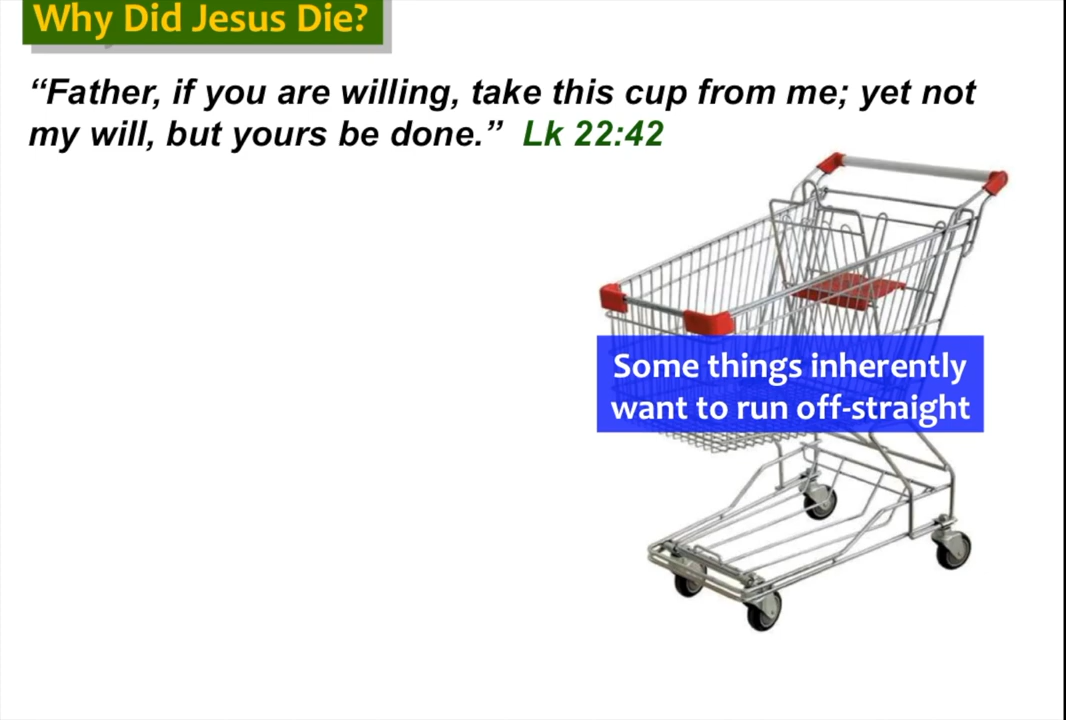 Why Did Jesus Die?
“Father, if you are willing, take this cup from me; yet not
my will, but yours be done.” Lk 22:42
Some things inherently
want to run off-straight